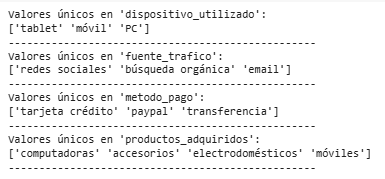 Valores únicos en 'dispositivo_utilizado':
['tablet' 'móvil' 'PC']
--------------------------------------------------
Valores únicos en 'fuente_trafico':
['redes sociales' 'búsqueda orgánica' 'email']
--------------------------------------------------
Valores únicos en 'metodo_pago':
['tarjeta crédito' 'paypal' 'transferencia']
--------------------------------------------------
Valores únicos en 'productos_adquiridos':
['computadoras' 'accesorios' 'electrodomésticos' 'móviles']
--------------------------------------------------